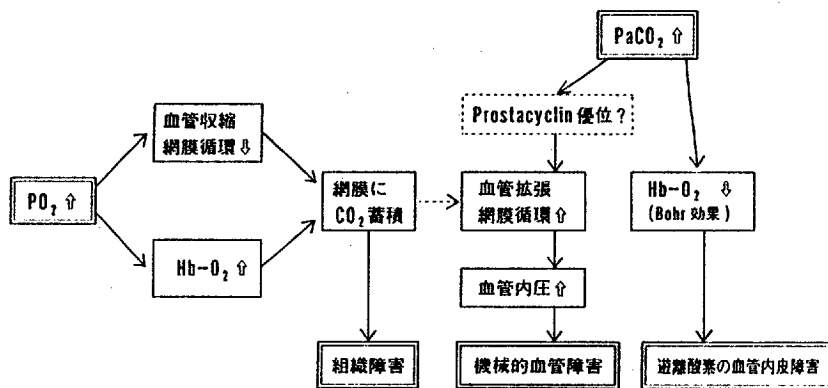 PaCO₂ ⇧
Prostacyclin 優位?
血管収縮
網膜循環 ⇩
PO₂ ⇧
Hb-O₂ ⇧
網膜に
CO₂ 蓄積
血管拡張
網膜循環 ⇧
Hb-O₂ ⇩
(Bohr 効果)
血管内圧 ⇧
組織障害
機械的血管障害
遊離酸素の血管内皮障害